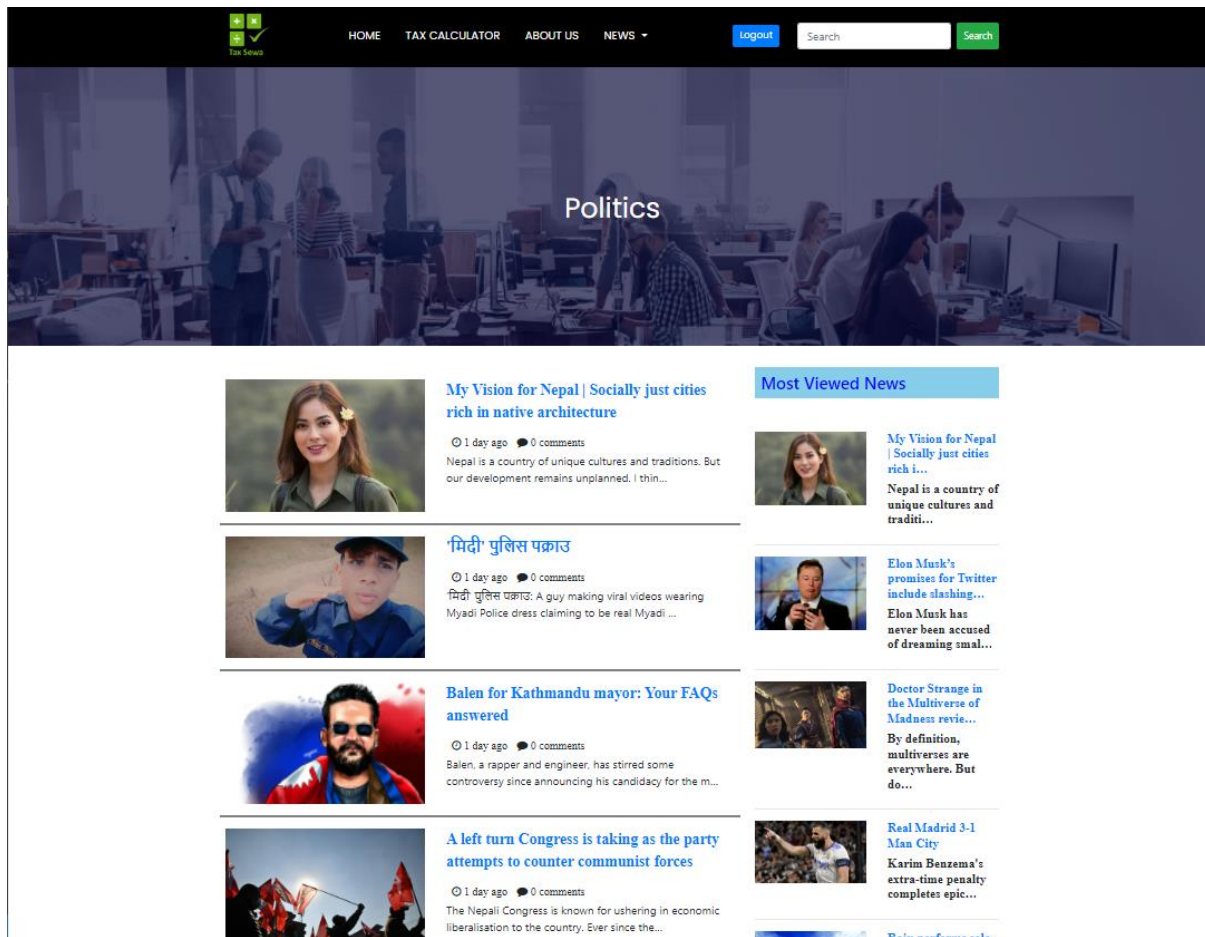 Tax Sewa
HOME TAX CALCULATOR ABOUT US NEWS
Logout
Search
Search
Politics
My Vision for Nepal | Socially just cities
rich in native architecture
1 day ago 0 comments
Nepal is a country of unique cultures and traditions. But
our development remains unplanned. I thin...
'मिदी' पुलिस पक्राउ
1 day ago 0 comments
'मिदी' पुलिस पक्राउ: A guy making viral videos wearing
Myadi Police dress claiming to be real Myadi ...
Balen for Kathmandu mayor: Your FAQs
answered
1 day ago 0 comments
Balen, a rapper and engineer, has stirred some
controversy since announcing his candidacy for the m...
A left turn Congress is taking as the party
attempts to counter communist forces
1 day ago 0 comments
The Nepali Congress is known for ushering in economic
liberalisation to the country. Ever since the...
Most Viewed News
My Vision for Nepal
| Socially just cities
rich i...
Nepal is a country of
unique cultures and
traditi...
Elon Musk's
promises for Twitter
include slashing...
Elon Musk has
never been accused
of dreaming smal...
Doctor Strange in
the Multiverse of
Madness revie...
By definition,
multiverses are
everywhere. But
do...
Real Madrid 3-1
Man City
Karim Benzema's
extra-time penalty
completes epic...